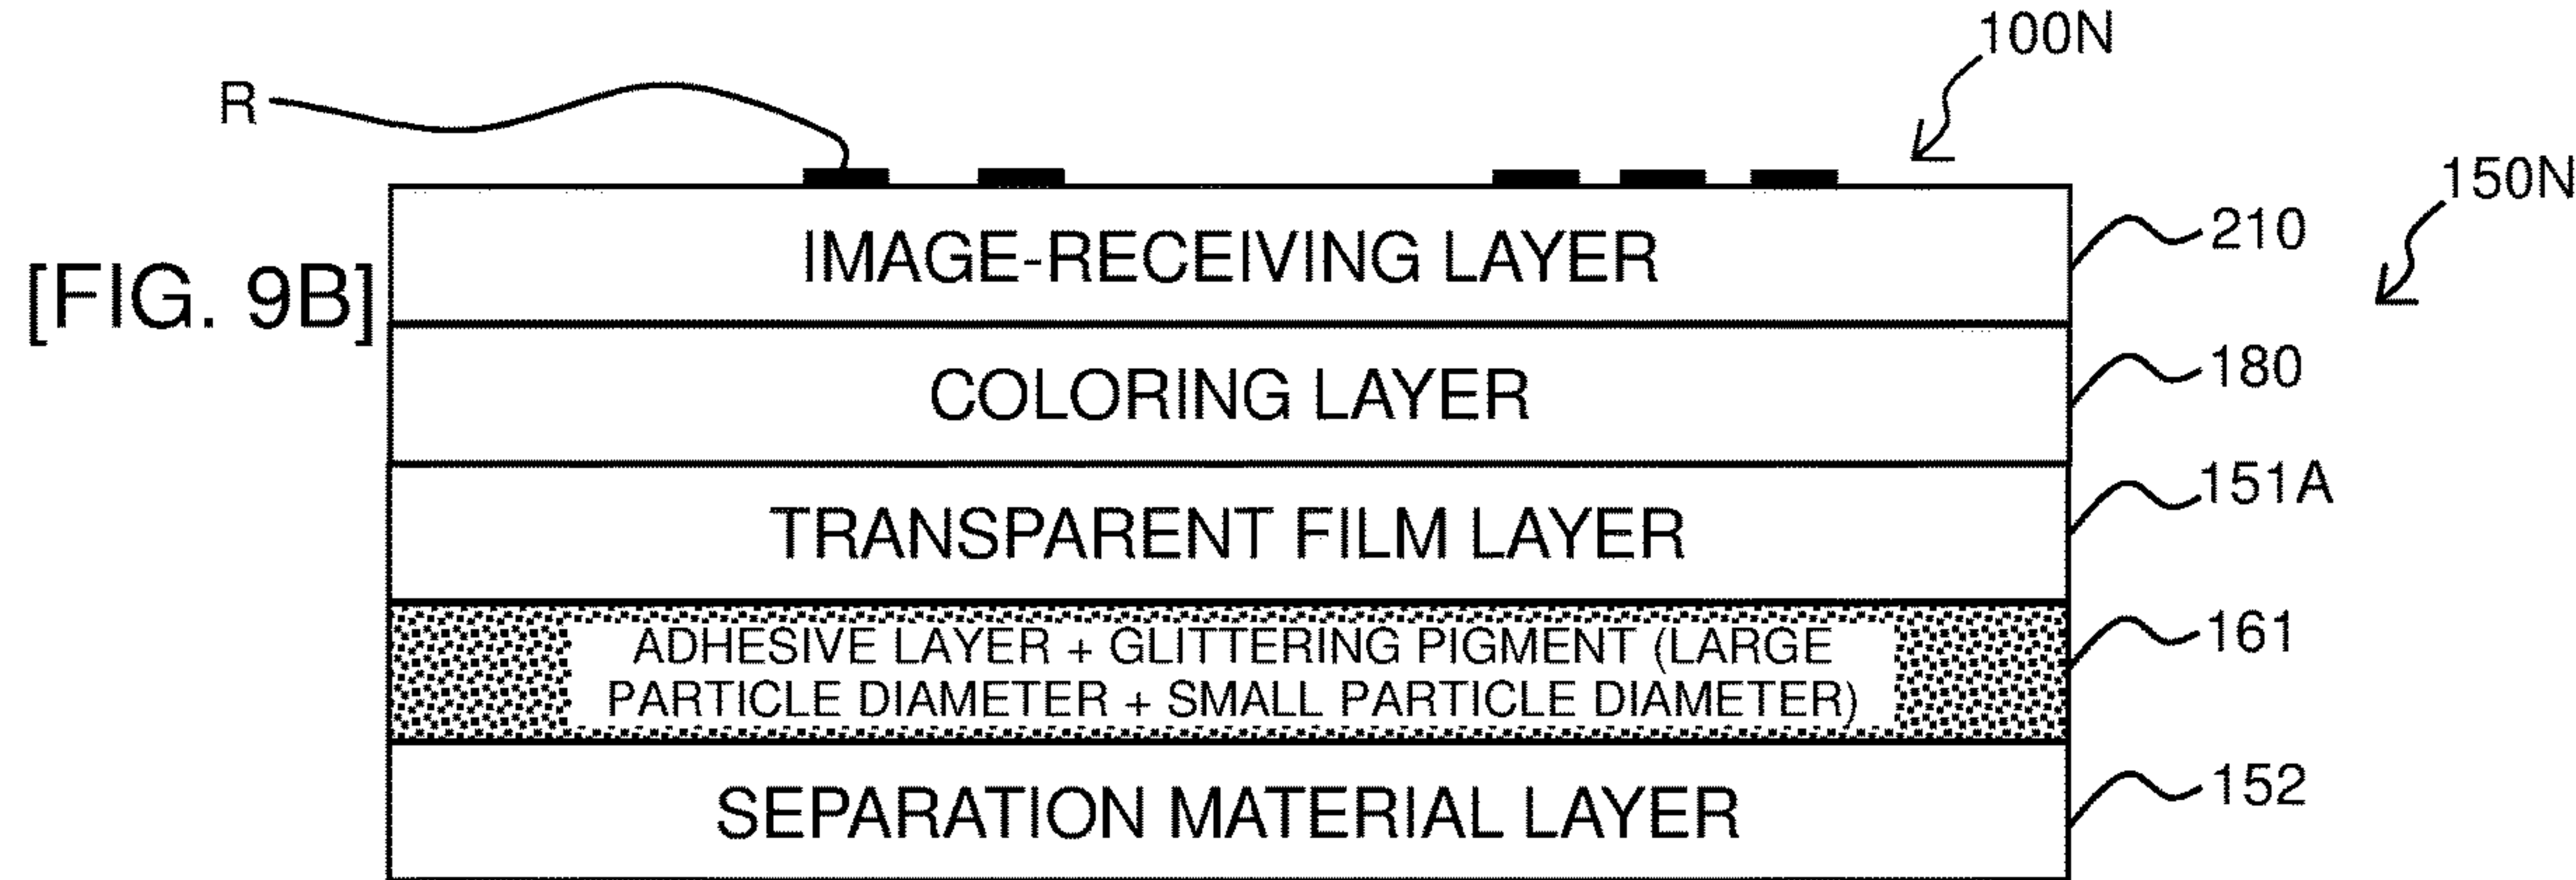 100N
R
150N
[FIG. 9B]
IMAGE-RECEIVING LAYER
210
COLORING LAYER
180
TRANSPARENT FILM LAYER
151A
ADHESIVE LAYER + GLITTERING PIGMENT (LARGE
PARTICLE DIAMETER + SMALL PARTICLE DIAMETER)
161
SEPARATION MATERIAL LAYER
152